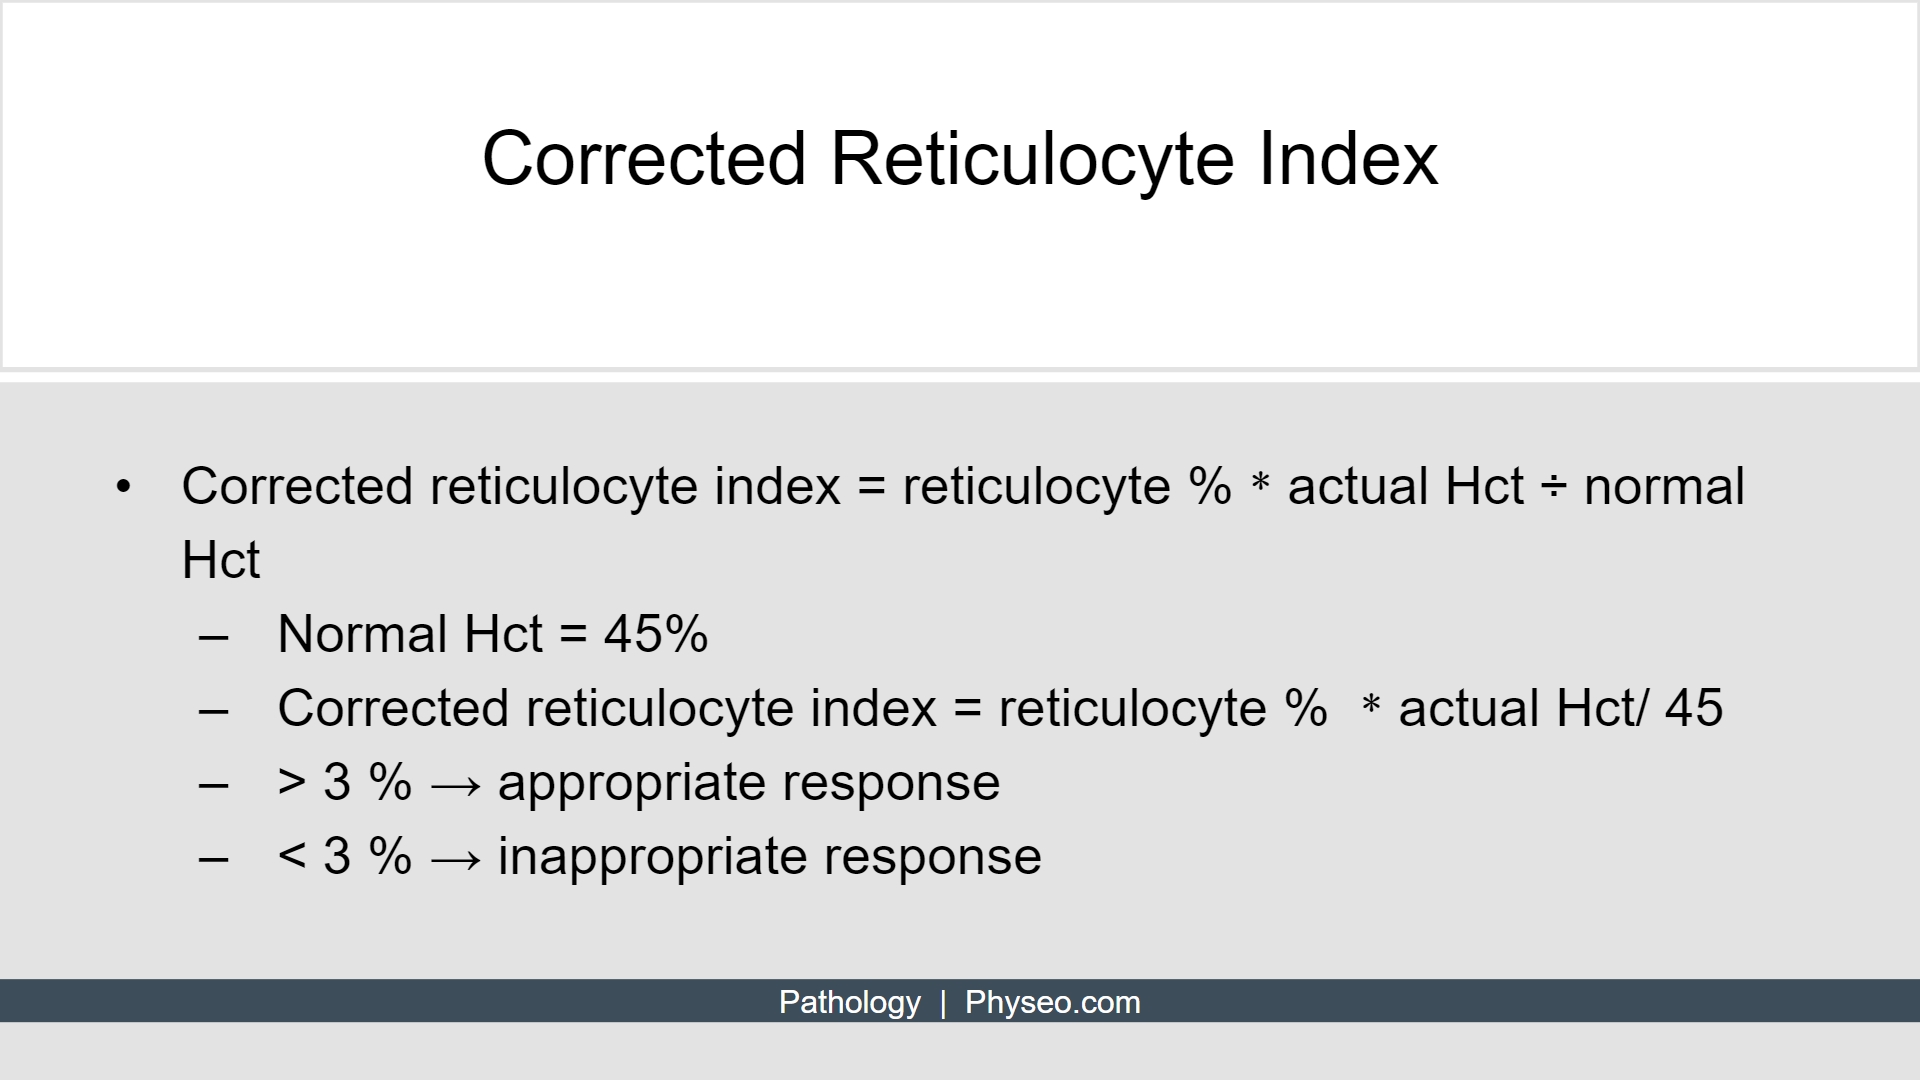 Corrected Reticulocyte Index
• Corrected reticulocyte index = reticulocyte % * actual Hct ÷ normal
Hct
– Normal Hct = 45%
– Corrected reticulocyte index = reticulocyte %  * actual Hct/ 45
– > 3 % → appropriate response
– < 3 % → inappropriate response
Pathology | Physeo.com